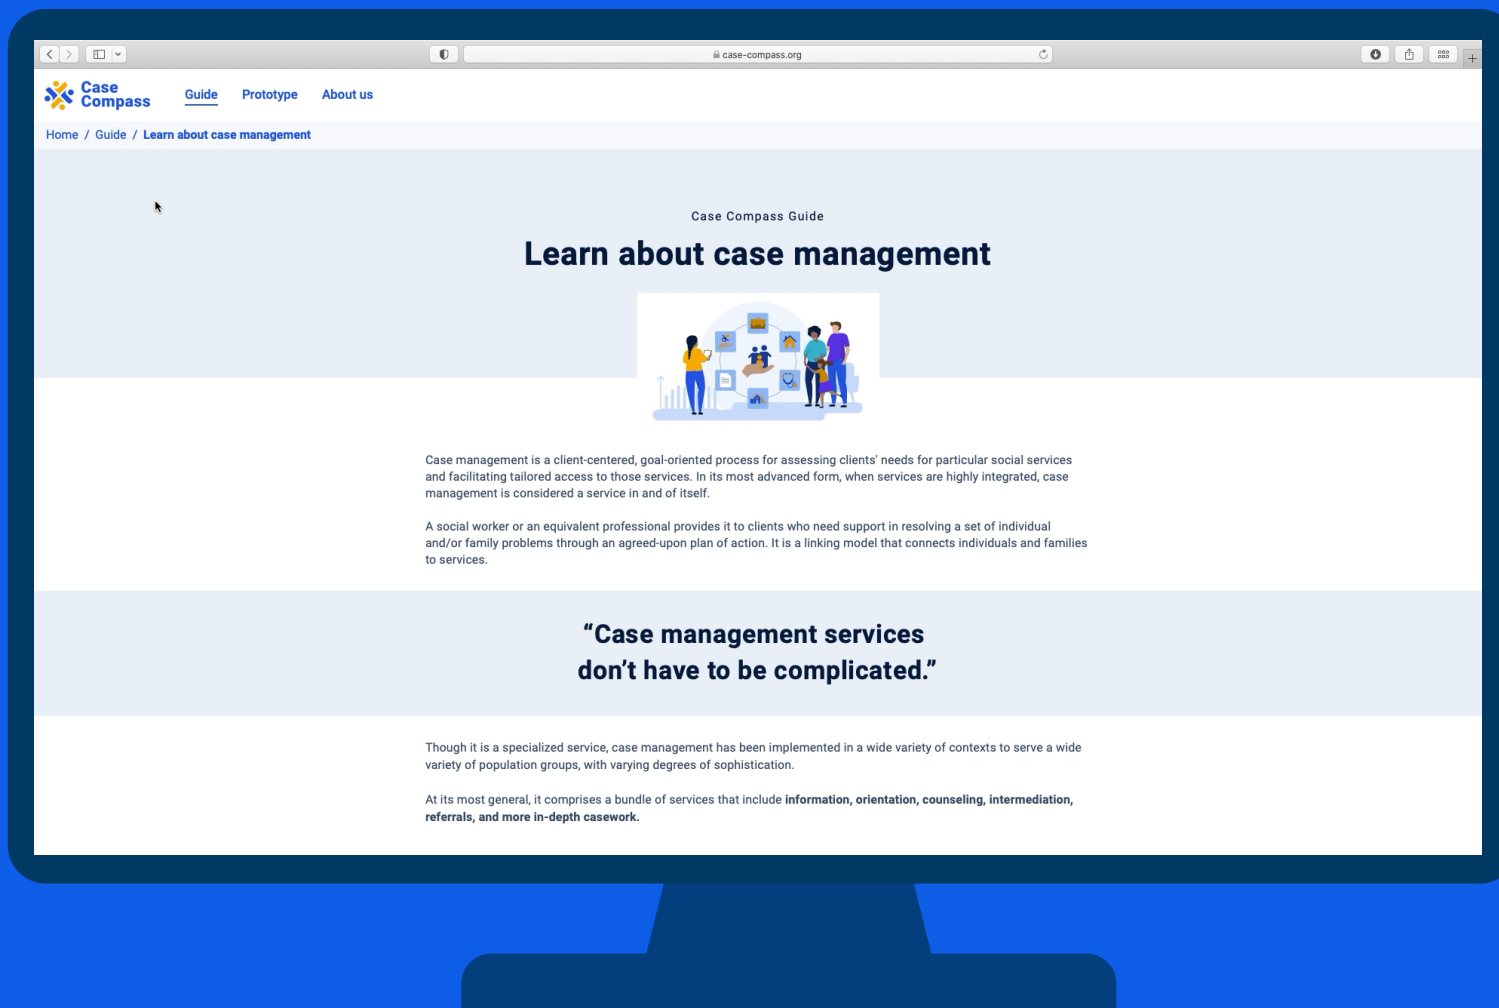 case-compass.org
Case
Compass
Guide
Prototype
About us
Home / Guide / Learn about case management
Case Compass Guide
Learn about case management
Case management is a client-centered, goal-oriented process for assessing clients' needs for particular social services
and facilitating tailored access to those services. In its most advanced form, when services are highly integrated, case
management is considered a service in and of itself.
A social worker or an equivalent professional provides it to clients who need support in resolving a set of individual
and/or family problems through an agreed-upon plan of action. It is a linking model that connects individuals and families
to services.
“Case management services
don’t have to be complicated.”
Though it is a specialized service, case management has been implemented in a wide variety of contexts to serve a wide
variety of population groups, with varying degrees of sophistication.
At its most general, it comprises a bundle of services that include information, orientation, counseling, intermediation,
referrals, and more in-depth casework.